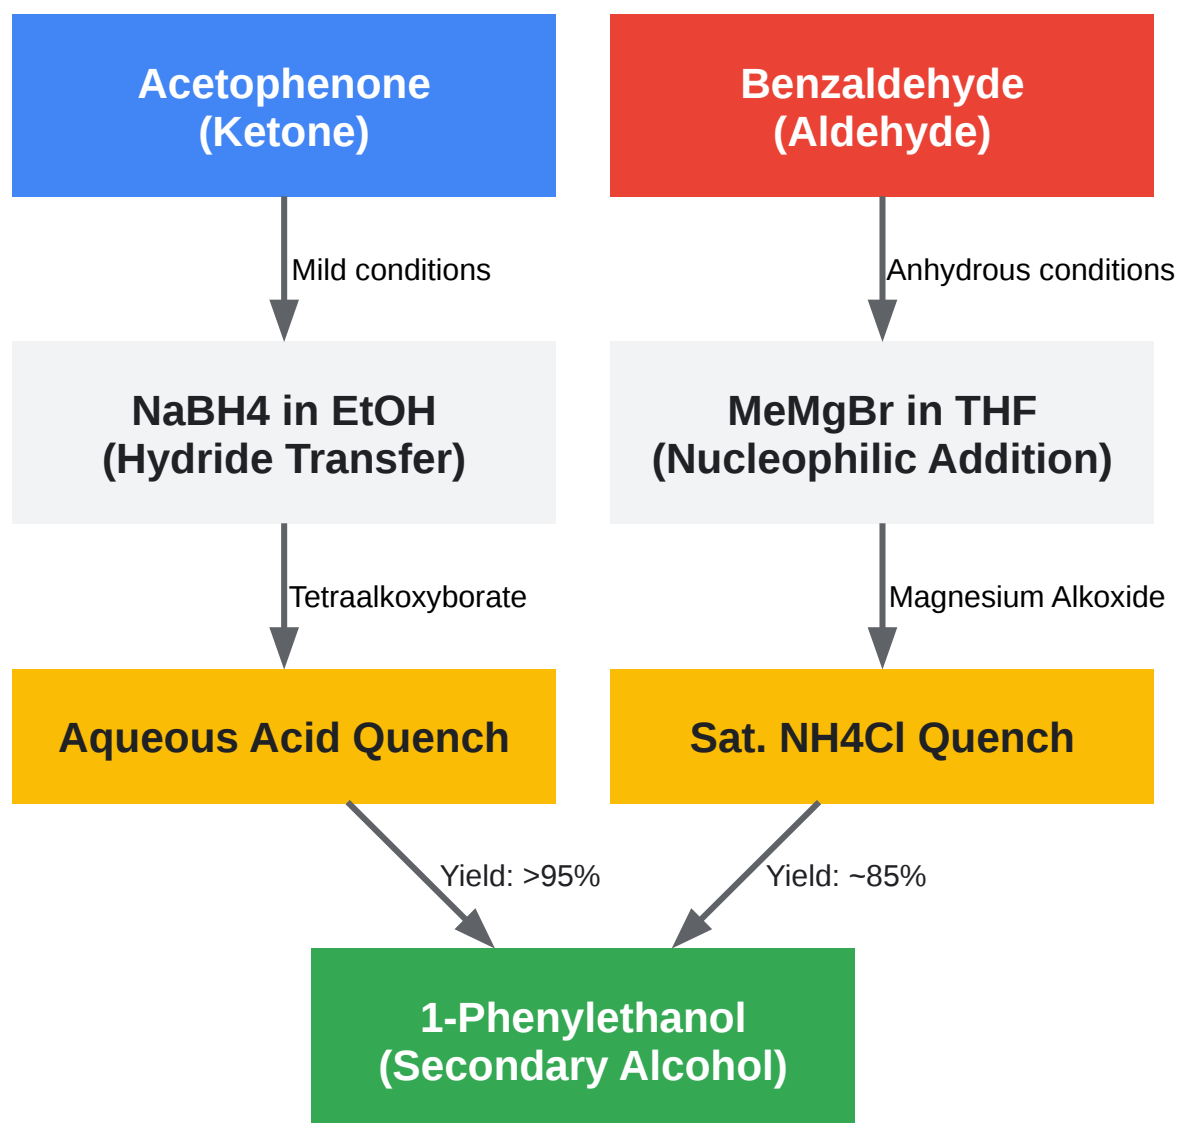 Acetophenone
(Ketone)
Benzaldehyde
(Aldehyde)
Mild conditions
Anhydrous conditions
NaBH4 in EtOH
(Hydride Transfer)
MeMgBr in THF
(Nucleophilic Addition)
Tetraalkoxyborate
Magnesium Alkoxide
Aqueous Acid Quench
Sat. NH4Cl Quench
Yield: >95%
Yield: ~85%
1-Phenylethanol
(Secondary Alcohol)